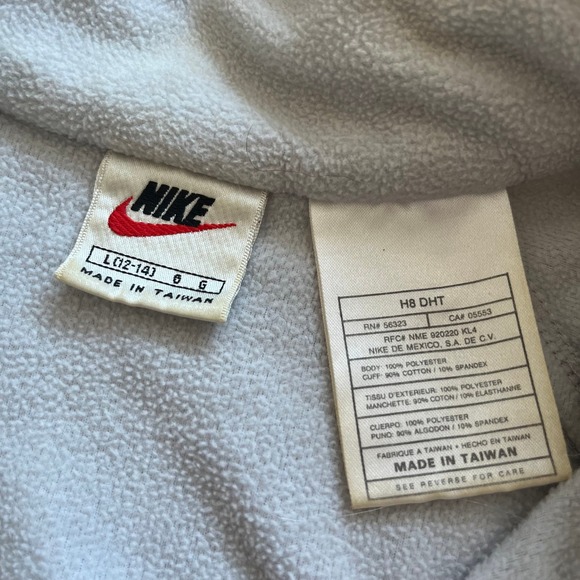 NIKE
L(12-14) G G
MADE IN TAIWAN
H8 DHT
RN# 56323 CA# 05553
RFC# NME 920220 KL4
NIKE DE MEXICO, S.A. DE C.V.
BODY: 100% POLYESTER
CUFF: 90% COTTON / 10% SPANDEX
TISSU D'EXTERIEUR: 100% POLYESTER
MANCHETTE: 90% COTON / 10% ELASTHANNE
CUERPO: 100% POLYESTER
PUNO: 90% ALGODON / 10% SPANDEX
FABRIQUE A TAIWAN • HECHO EN TAIWAN
MADE IN TAIWAN
SEE REVERSE FOR CARE